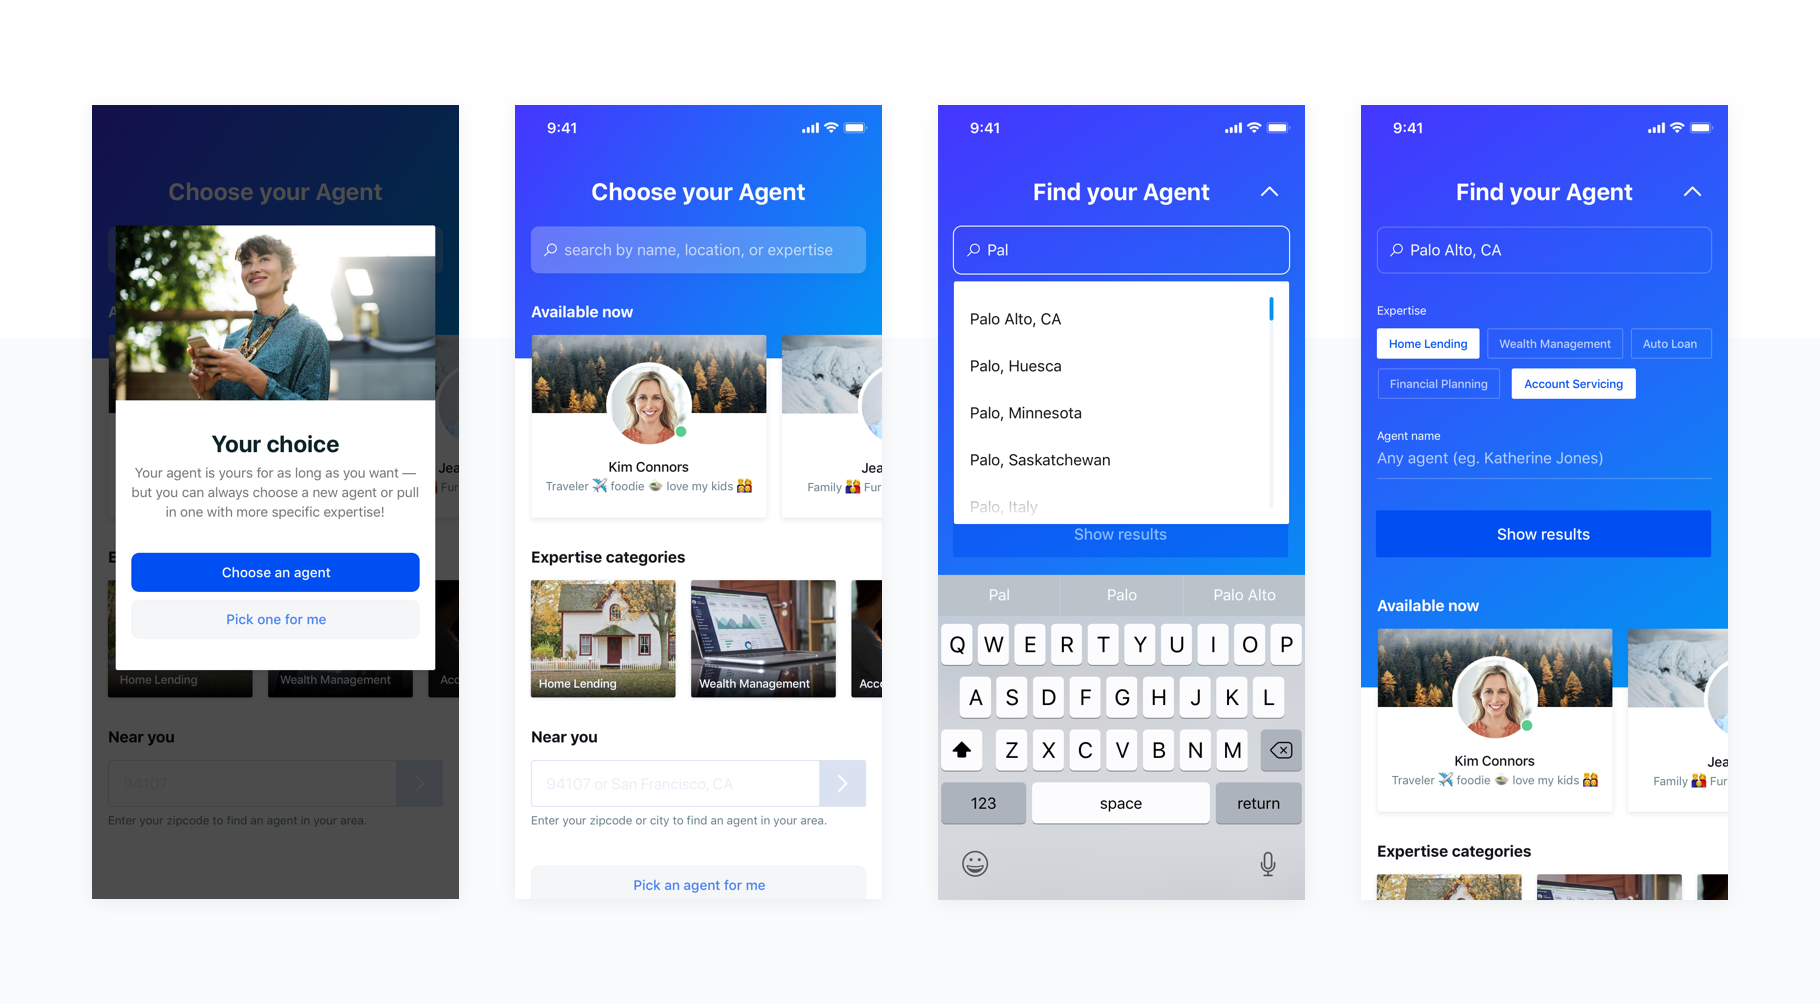 Choose your Agent
A
Your choice
Your agent is yours for as long as you want —
but you can always choose a new agent or pull
in one with more specific expertise!
Jea
Fur
E
Choose an agent
Pick one for me
Home Lending
Wealth Management
Acc
Near you
94107
Enter your zipcode to find an agent in your area.
9:41
Choose your Agent
search by name, location, or expertise
Available now
Kim Connors
Traveler ✈️ foodie 🥗 love my kids 👨‍👩‍👧‍👦
Jea
Family 👨‍👩‍👦 Fur
Expertise categories
Home Lending
Wealth Management
Acc
Near you
94107 or San Francisco, CA
Enter your zipcode or city to find an agent in your area.
Pick an agent for me
9:41
Find your Agent
Pal
Palo Alto, CA
Palo, Huesca
Palo, Minnesota
Palo, Saskatchewan
Palo, Italy
Show results
Pal Palo Palo Alto
Q W E R T Y U I O P
A S D F G H J K L
Z X C V B N M
123 space return
9:41
Find your Agent
Palo Alto, CA
Expertise
Home Lending Wealth Management Auto Loan
Financial Planning Account Servicing
Agent name
Any agent (eg. Katherine Jones)
Show results
Available now
Kim Connors
Traveler ✈️ foodie 🥗 love my kids 👨‍👩‍👧‍👦
Jea
Family 👨‍👩‍👦 Fur
Expertise categories